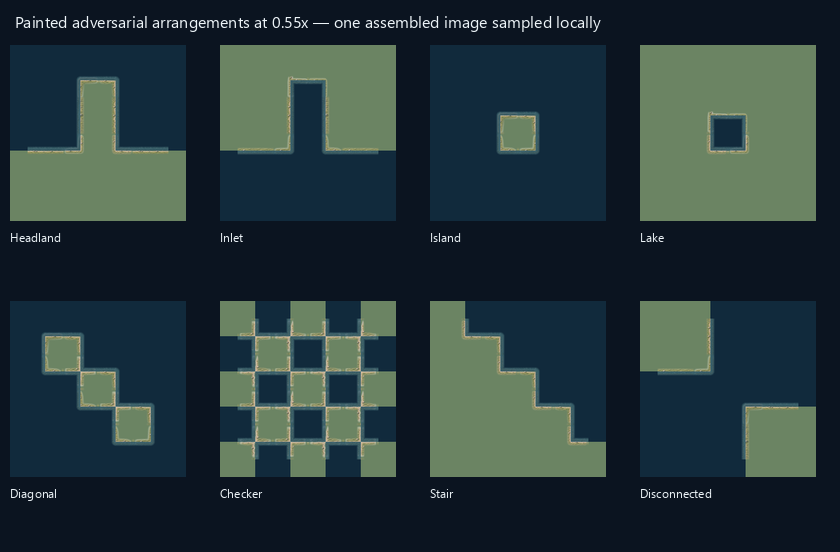 Painted adversarial arrangements at 0.55x — one assembled image sampled locally
Headland
Inlet
Island
Lake
Diagonal
Checker
Stair
Disconnected